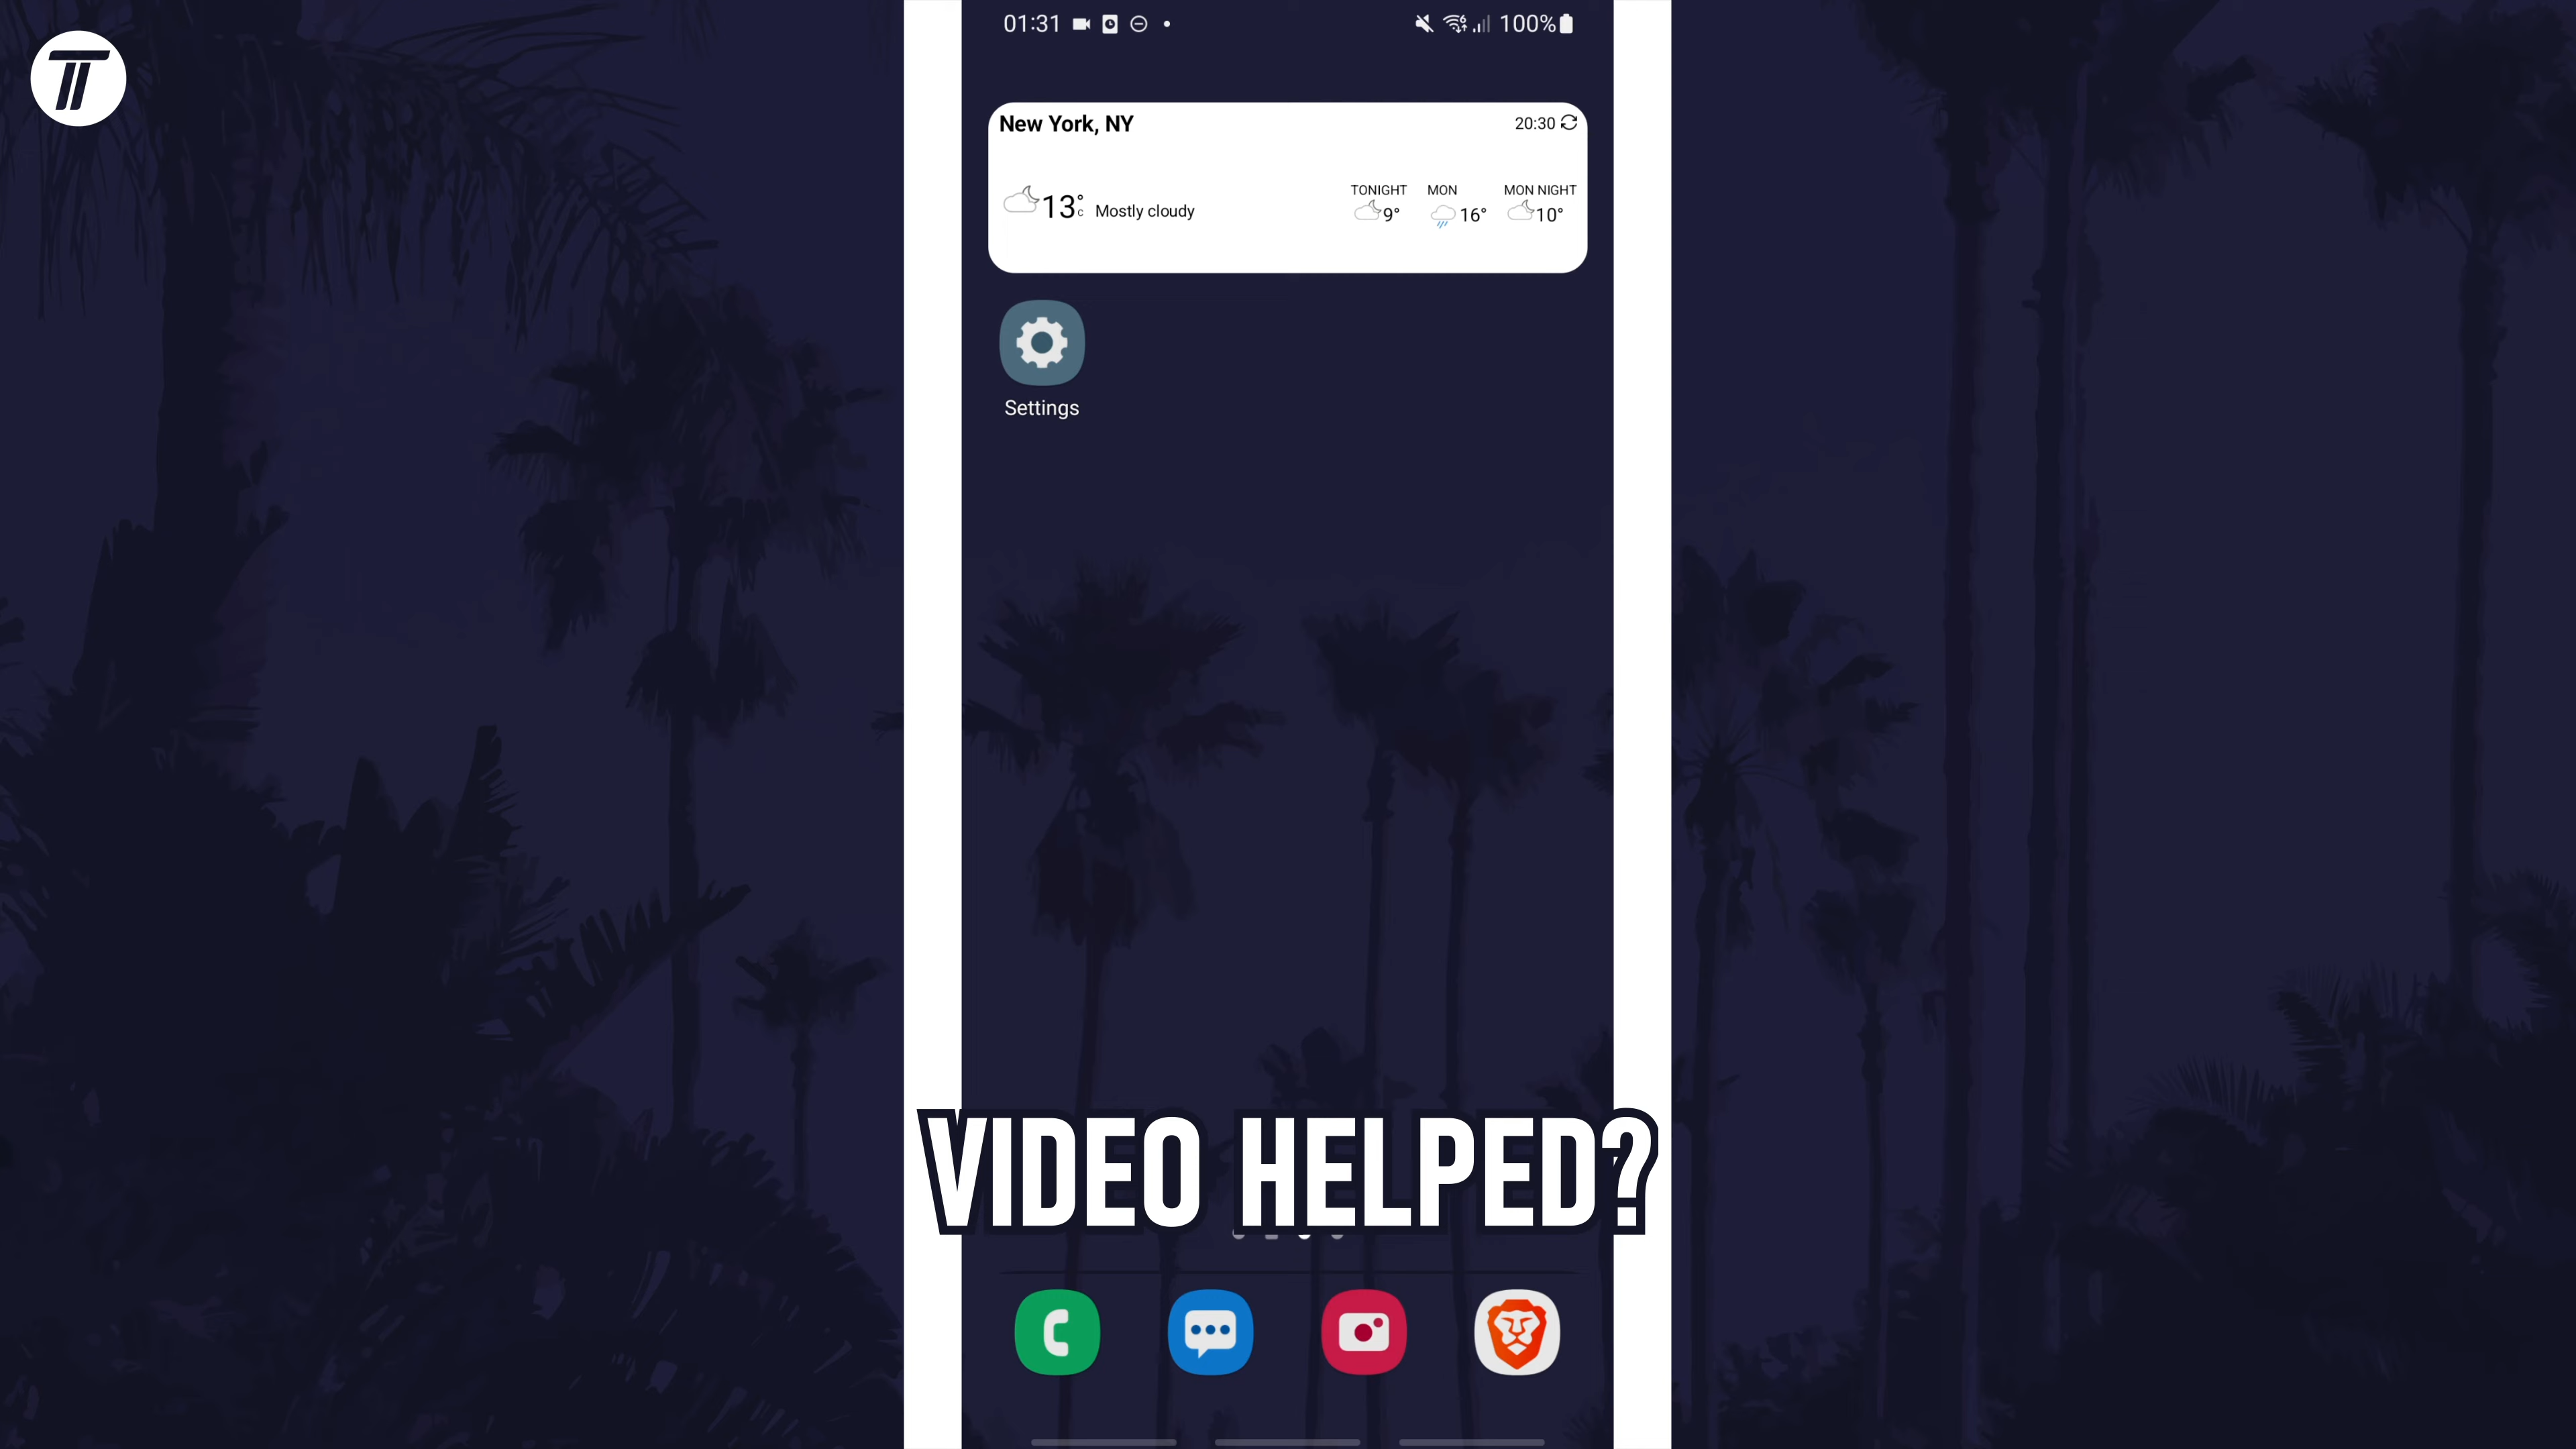 01:31 100%
New York, NY 20:30
TONIGHT MON MON NIGHT
13°c Mostly cloudy 9° 16° 10°
Settings
VIDEO HELPED?